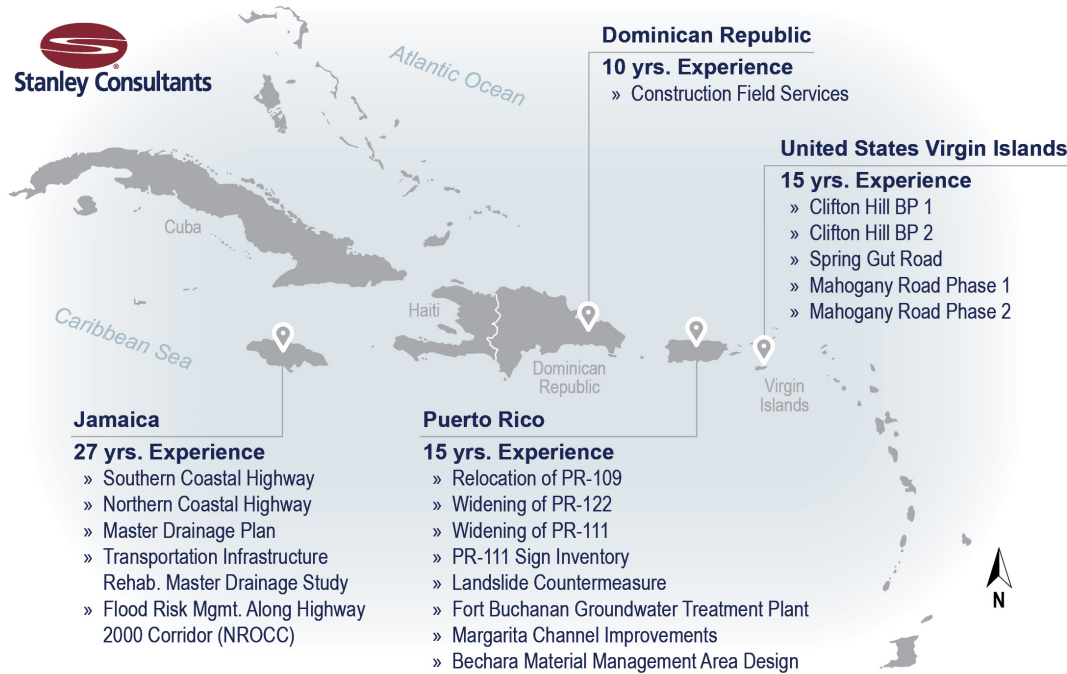 Stanley Consultants
®
Atlantic Ocean
Dominican Republic
10 yrs. Experience
» Construction Field Services
United States Virgin Islands
15 yrs. Experience
» Clifton Hill BP 1
» Clifton Hill BP 2
» Spring Gut Road
» Mahogany Road Phase 1
» Mahogany Road Phase 2
Cuba
Haiti
Caribbean Sea
Dominican
Republic
Virgin
Islands
Jamaica
27 yrs. Experience
» Southern Coastal Highway
» Northern Coastal Highway
» Master Drainage Plan
» Transportation Infrastructure
Rehab. Master Drainage Study
» Flood Risk Mgmt. Along Highway
2000 Corridor (NROCC)
Puerto Rico
15 yrs. Experience
» Relocation of PR-109
» Widening of PR-122
» Widening of PR-111
» PR-111 Sign Inventory
» Landslide Countermeasure
» Fort Buchanan Groundwater Treatment Plant
» Margarita Channel Improvements
» Bechara Material Management Area Design
N